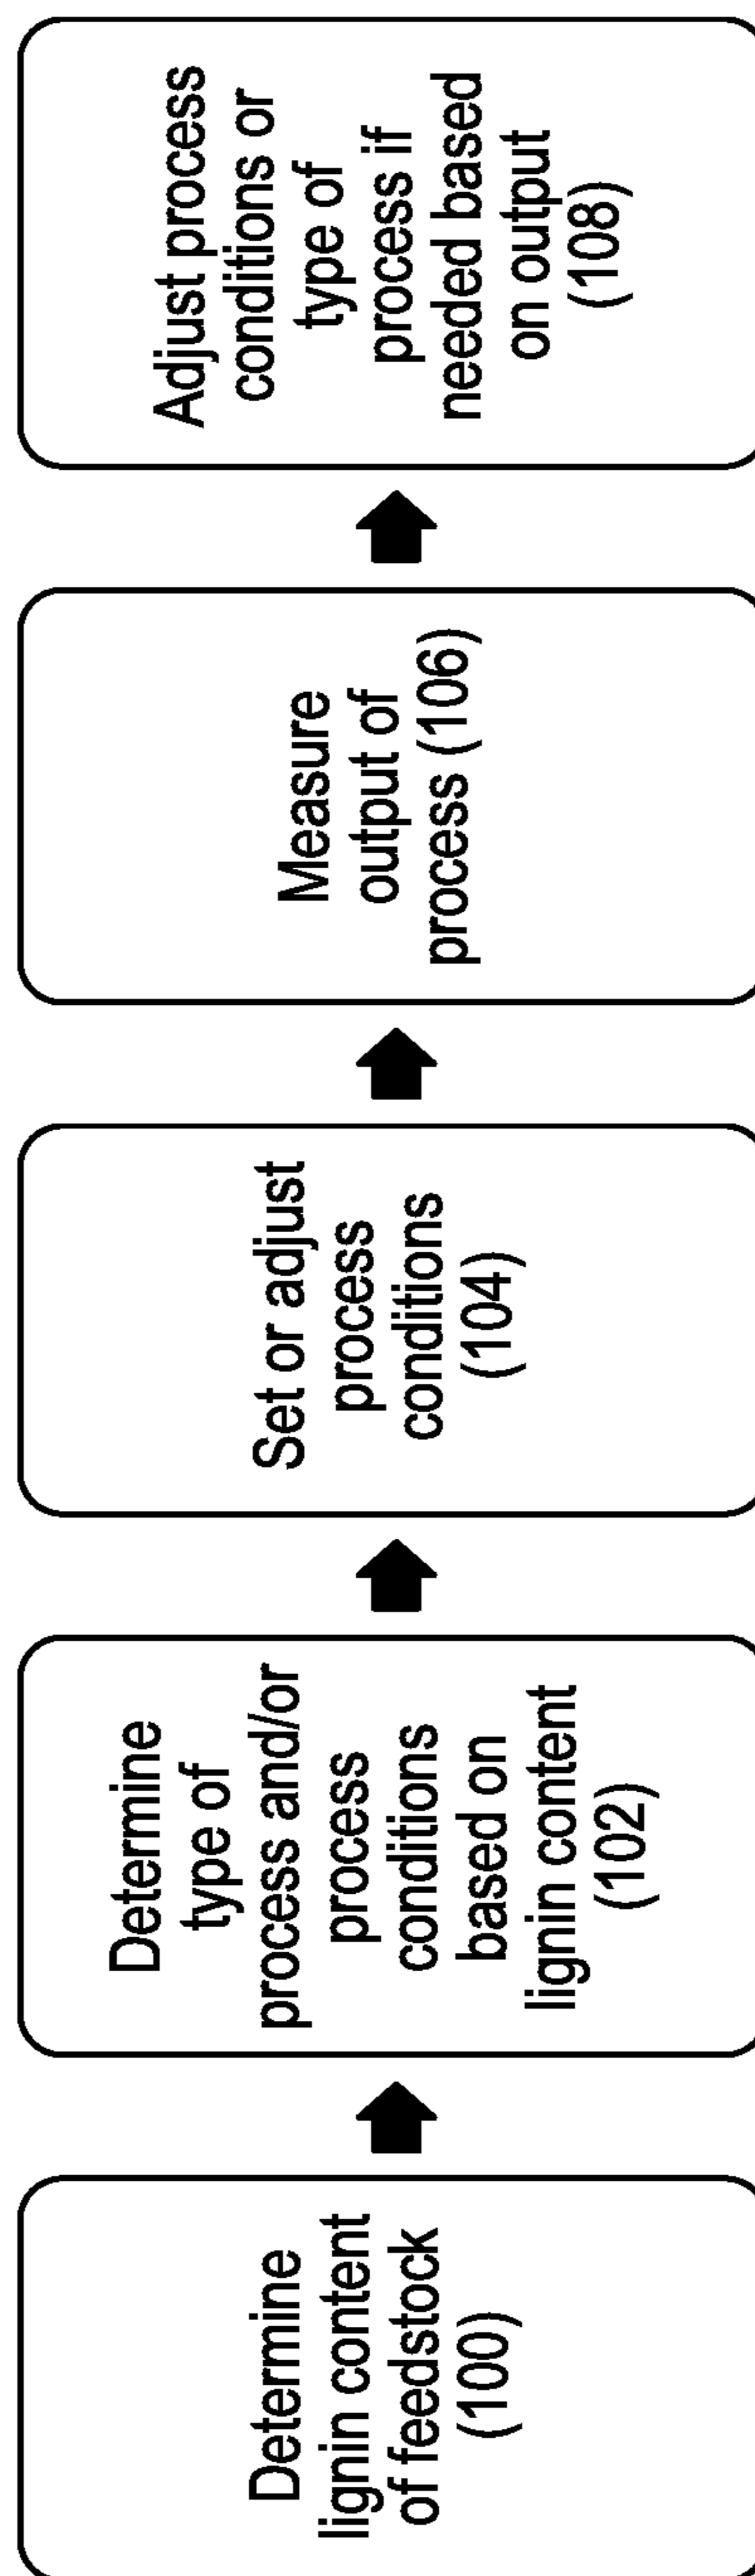 Determine
lignin content
of feedstock
(100)
Determine
type of
process and/or
process
conditions
based on
lignin content
(102)
Set or adjust
process
conditions
(104)
Measure
output of
process (106)
Adjust process
conditions or
type of
process if
needed based
on output
(108)